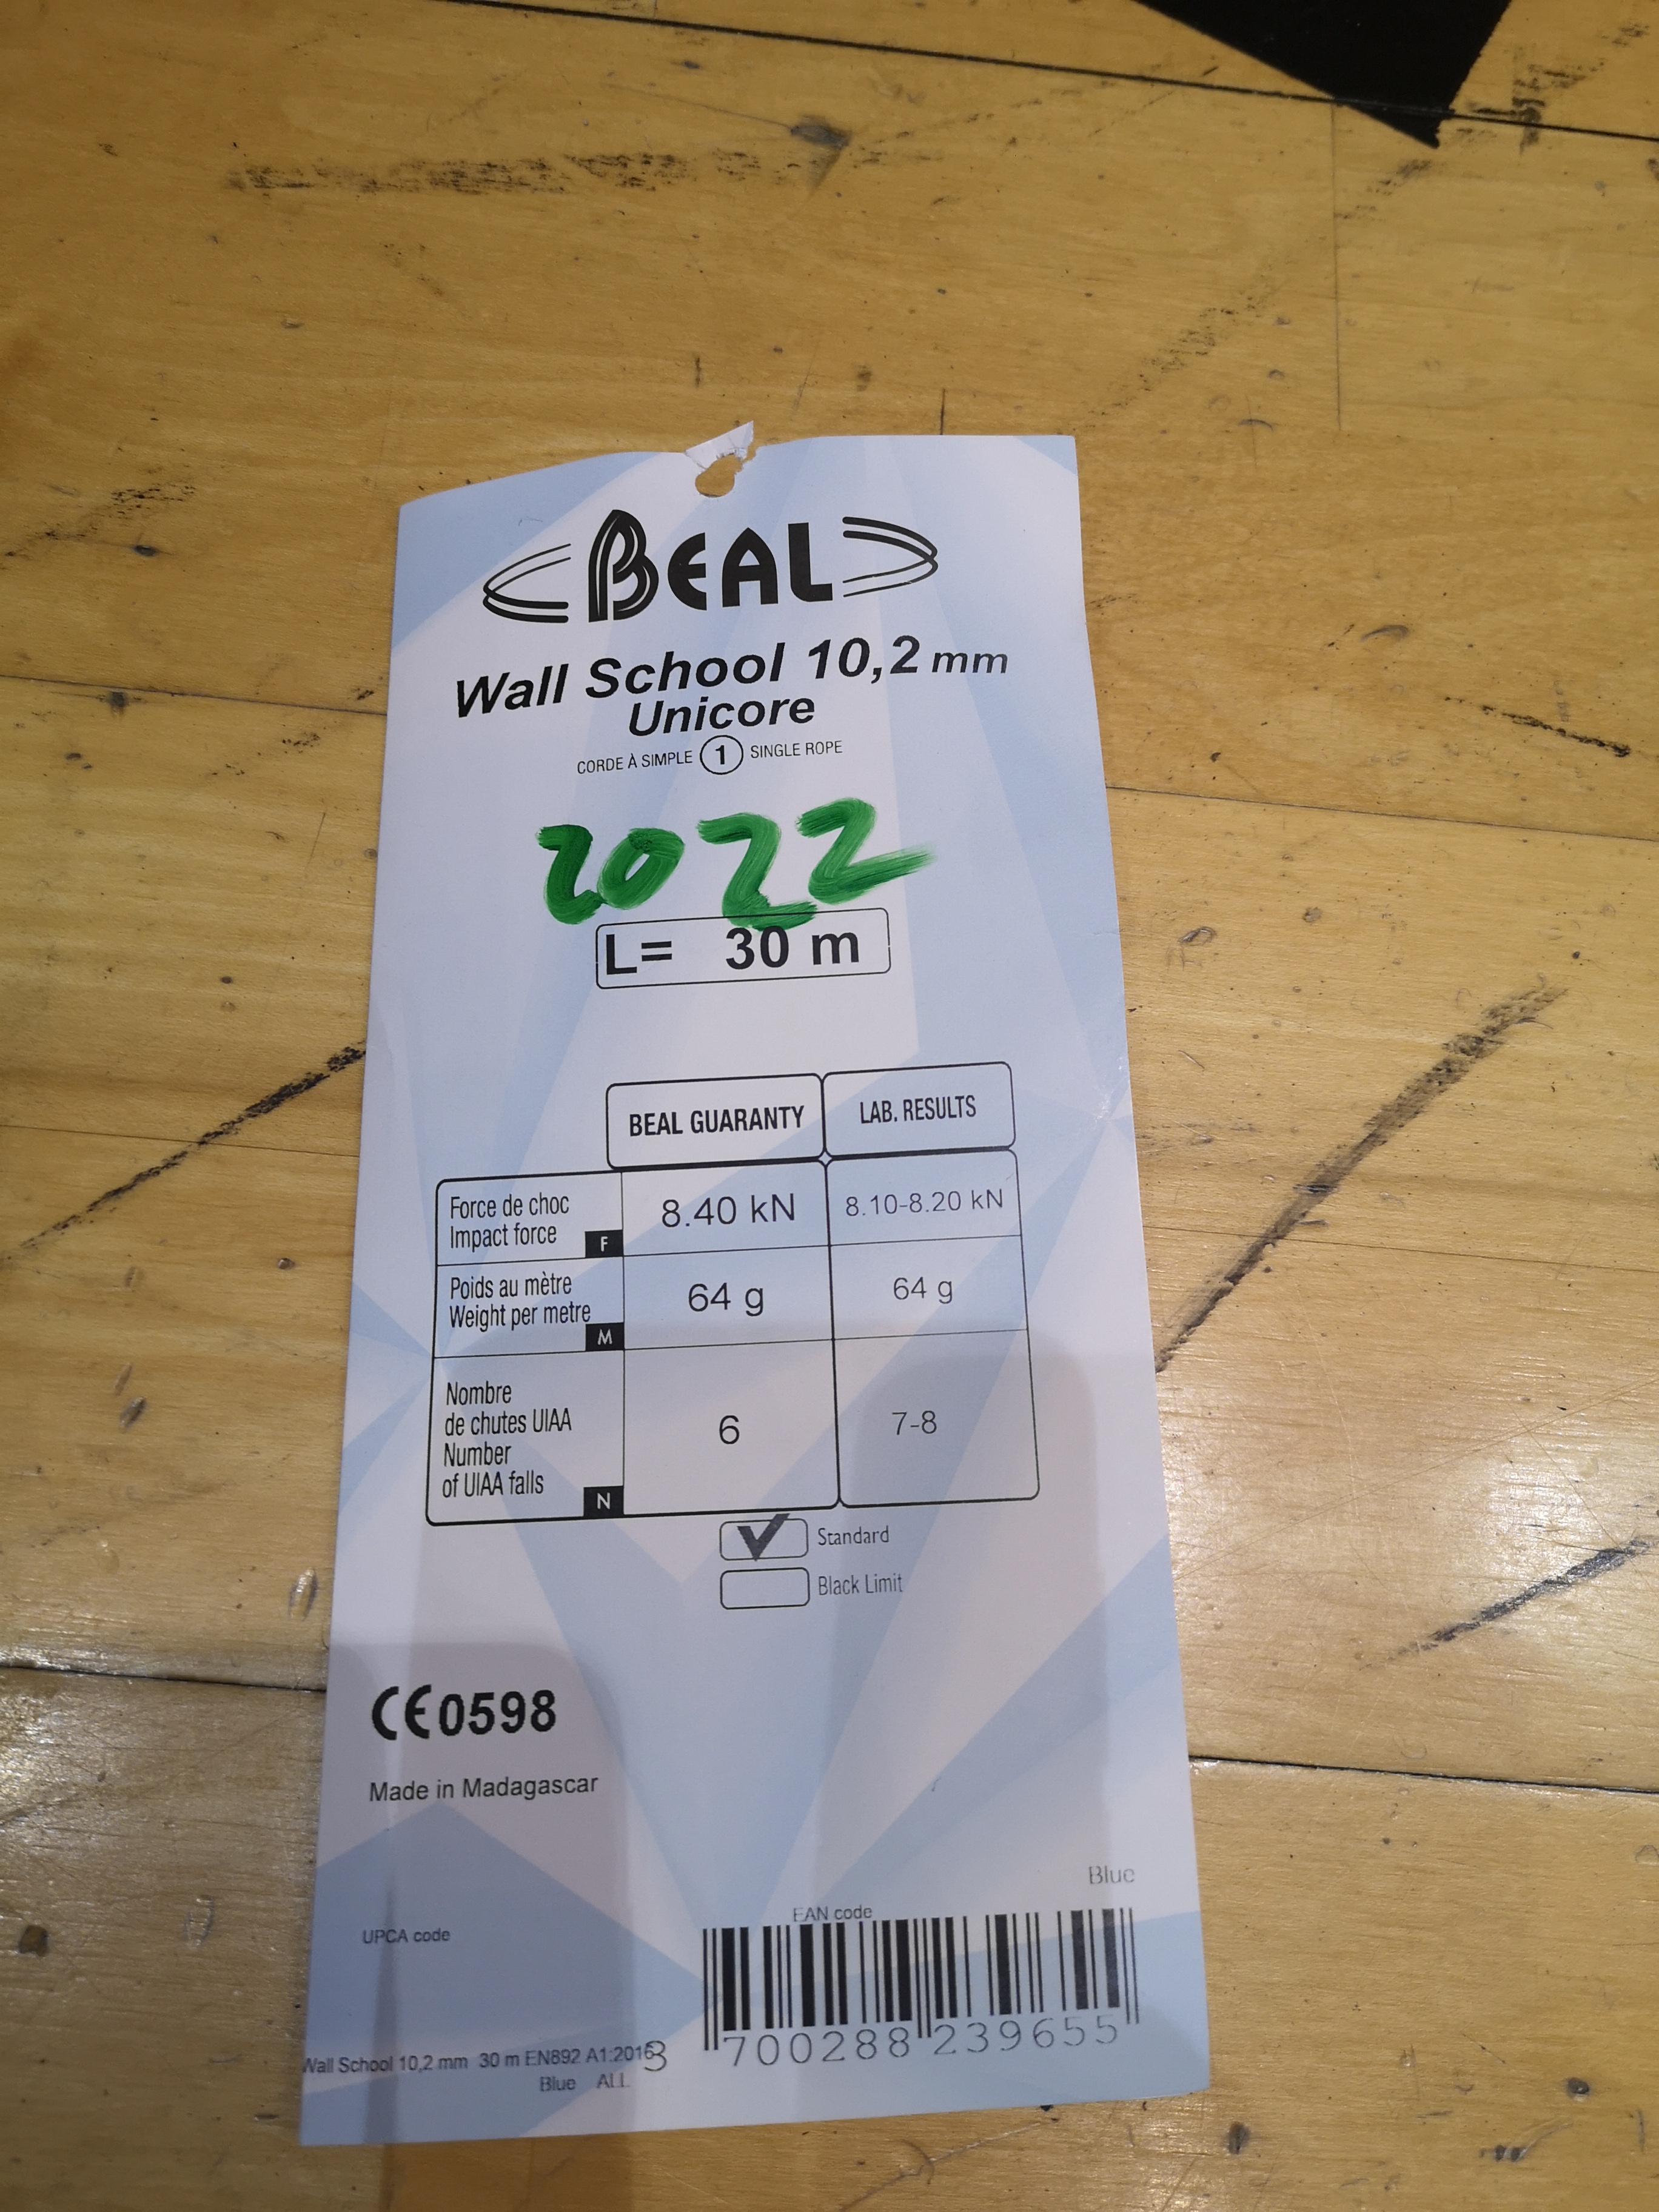 BEAL
Wall School 10,2 mm
Unicore
CORDE À SIMPLE 1 SINGLE ROPE
2022
L= 30 m
BEAL GUARANTY LAB. RESULTS
Force de choc
Impact force F 8.40 kN 8.10-8.20 kN
Poids au mètre
Weight per metre M 64 g 64 g
Nombre
de chutes UIAA
Number
of UIAA falls N 6 7-8
Standard
Black Limit
CE0598
Made in Madagascar
Blue
EAN code
UPCA code
3 700288 239655
Wall School 10,2 mm 30 m EN892 A1:2016
Blue ALL